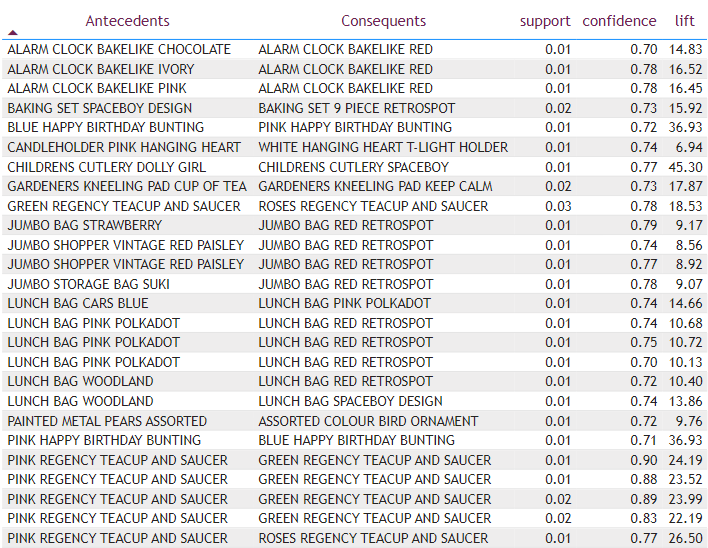 Antecedents Consequents support confidence lift
ALARM CLOCK BAKELIKE CHOCOLATE ALARM CLOCK BAKELIKE RED 0.01 0.70 14.83
ALARM CLOCK BAKELIKE IVORY ALARM CLOCK BAKELIKE RED 0.01 0.78 16.52
ALARM CLOCK BAKELIKE PINK ALARM CLOCK BAKELIKE RED 0.01 0.78 16.45
BAKING SET SPACEBOY DESIGN BAKING SET 9 PIECE RETROSPOT 0.02 0.73 15.92
BLUE HAPPY BIRTHDAY BUNTING PINK HAPPY BIRTHDAY BUNTING 0.01 0.72 36.93
CANDLEHOLDER PINK HANGING HEART WHITE HANGING HEART T-LIGHT HOLDER 0.01 0.74 6.94
CHILDRENS CUTLERY DOLLY GIRL CHILDRENS CUTLERY SPACEBOY 0.01 0.77 45.30
GARDENERS KNEELING PAD CUP OF TEA GARDENERS KNEELING PAD KEEP CALM 0.02 0.73 17.87
GREEN REGENCY TEACUP AND SAUCER ROSES REGENCY TEACUP AND SAUCER 0.03 0.78 18.53
JUMBO BAG STRAWBERRY JUMBO BAG RED RETROSPOT 0.01 0.79 9.17
JUMBO SHOPPER VINTAGE RED PAISLEY JUMBO BAG RED RETROSPOT 0.01 0.74 8.56
JUMBO SHOPPER VINTAGE RED PAISLEY JUMBO BAG RED RETROSPOT 0.01 0.77 8.92
JUMBO STORAGE BAG SUKI JUMBO BAG RED RETROSPOT 0.01 0.78 9.07
LUNCH BAG CARS BLUE LUNCH BAG PINK POLKADOT 0.01 0.74 14.66
LUNCH BAG PINK POLKADOT LUNCH BAG RED RETROSPOT 0.01 0.74 10.68
LUNCH BAG PINK POLKADOT LUNCH BAG RED RETROSPOT 0.01 0.75 10.72
LUNCH BAG PINK POLKADOT LUNCH BAG RED RETROSPOT 0.01 0.70 10.13
LUNCH BAG WOODLAND LUNCH BAG RED RETROSPOT 0.01 0.72 10.40
LUNCH BAG WOODLAND LUNCH BAG SPACEBOY DESIGN 0.01 0.74 13.86
PAINTED METAL PEARS ASSORTED ASSORTED COLOUR BIRD ORNAMENT 0.01 0.72 9.76
PINK HAPPY BIRTHDAY BUNTING BLUE HAPPY BIRTHDAY BUNTING 0.01 0.71 36.93
PINK REGENCY TEACUP AND SAUCER GREEN REGENCY TEACUP AND SAUCER 0.01 0.90 24.19
PINK REGENCY TEACUP AND SAUCER GREEN REGENCY TEACUP AND SAUCER 0.01 0.88 23.52
PINK REGENCY TEACUP AND SAUCER GREEN REGENCY TEACUP AND SAUCER 0.02 0.89 23.99
PINK REGENCY TEACUP AND SAUCER GREEN REGENCY TEACUP AND SAUCER 0.02 0.83 22.19
PINK REGENCY TEACUP AND SAUCER ROSES REGENCY TEACUP AND SAUCER 0.01 0.77 26.50